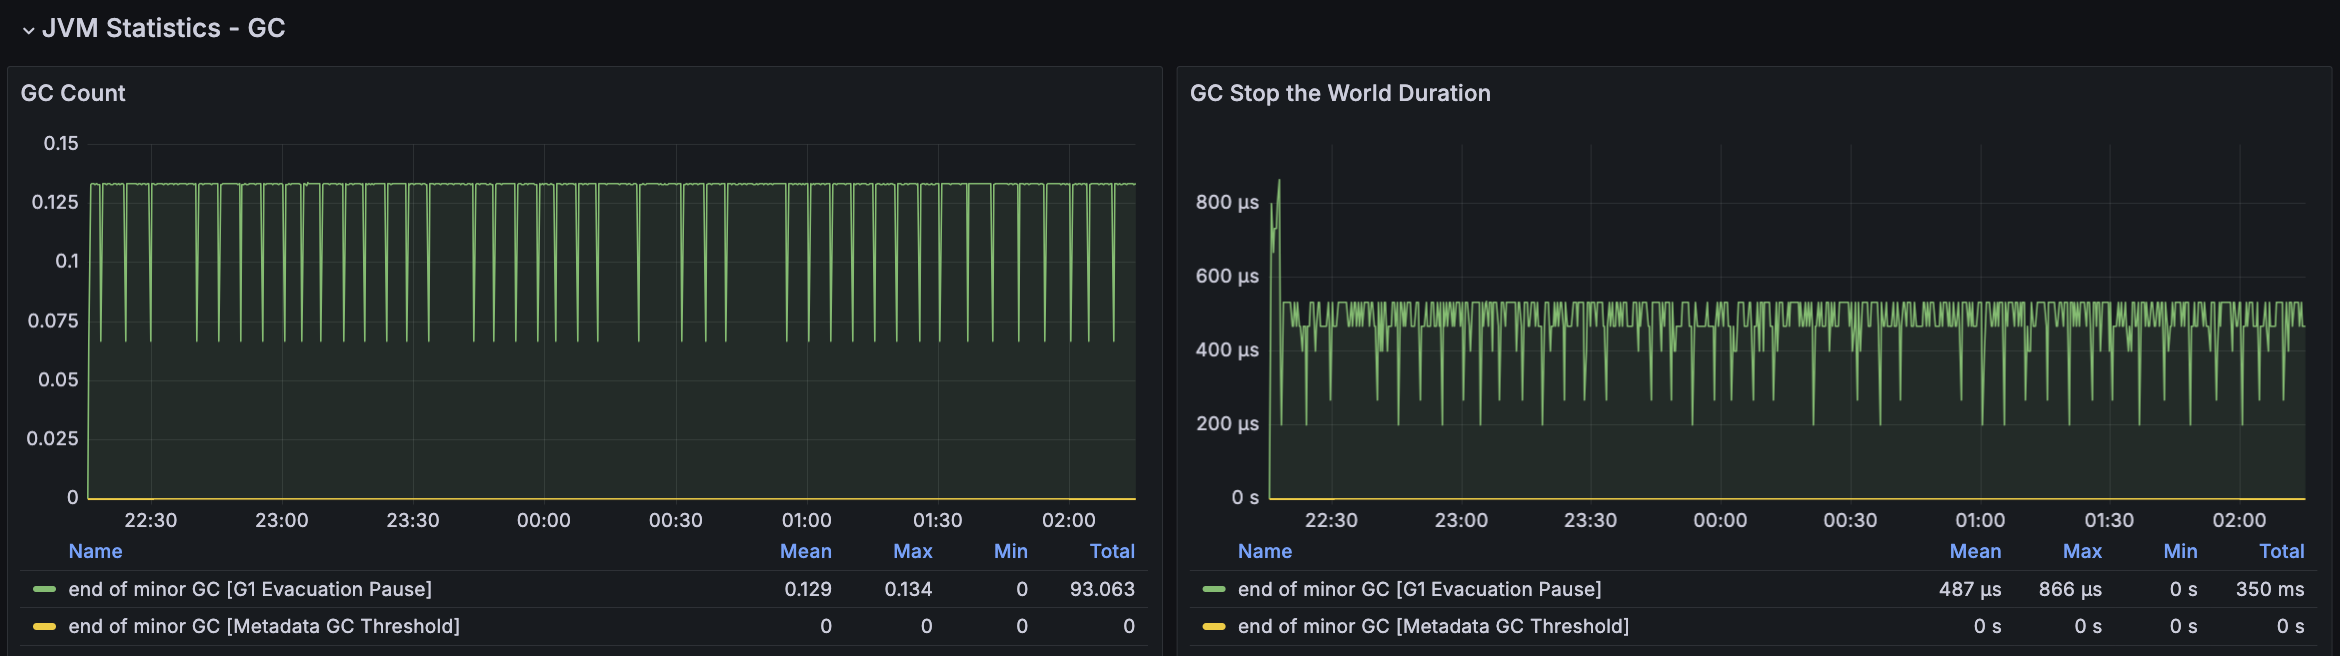 JVM Statistics - GC
GC Count
0.15
0.125
0.1
0.075
0.05
0.025
0
22:30 23:00 23:30 00:00 00:30 01:00 01:30 02:00
Name Mean Max Min Total
end of minor GC [G1 Evacuation Pause] 0.129 0.134 0 93.063
end of minor GC [Metadata GC Threshold] 0 0 0 0
GC Stop the World Duration
800 µs
600 µs
400 µs
200 µs
0 s
22:30 23:00 23:30 00:00 00:30 01:00 01:30 02:00
Name Mean Max Min Total
end of minor GC [G1 Evacuation Pause] 487 µs 866 µs 0 s 350 ms
end of minor GC [Metadata GC Threshold] 0 s 0 s 0 s 0 s